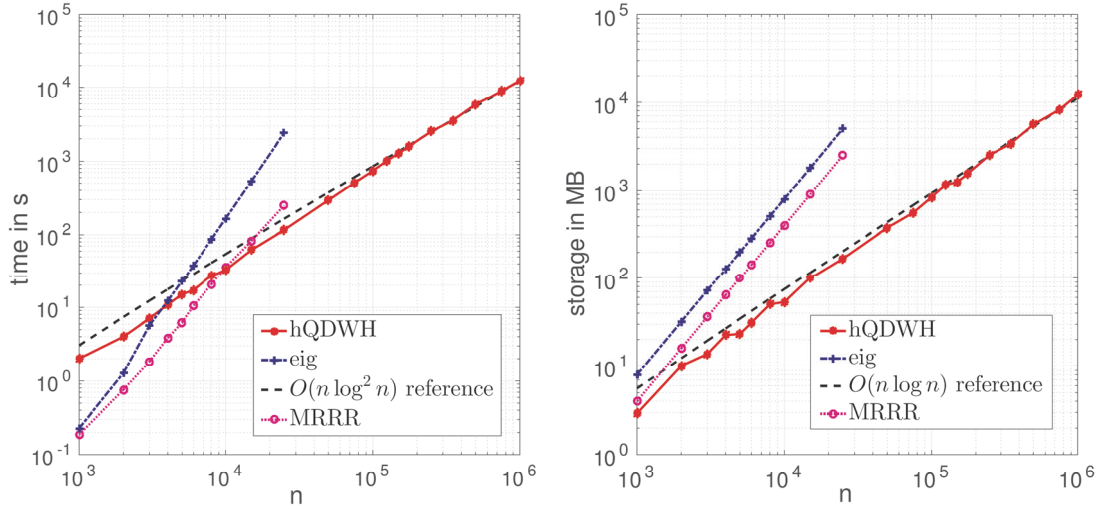 10^5
10^4
10^3
10^2
10^1
10^0
10^-1
time in s
10^3
10^4
10^5
10^6
n
hQDWH
eig
O(n log^2 n) reference
MRRR
10^5
10^4
10^3
10^2
10^1
10^0
storage in MB
10^3
10^4
10^5
10^6
n
hQDWH
eig
O(n log n) reference
MRRR